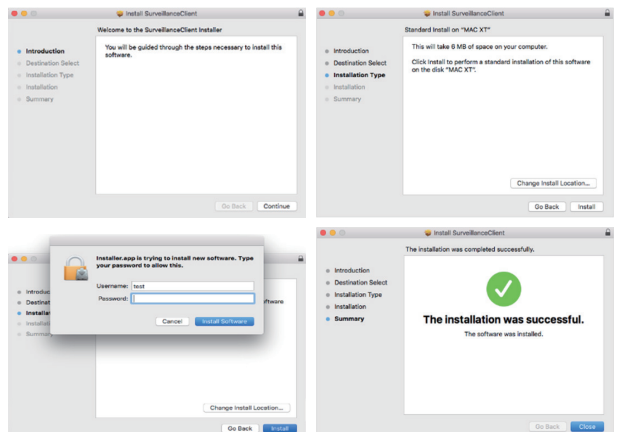 Install SurveillanceClient
Welcome to the SurveillanceClient Installer
Introduction
Destination Select
Installation Type
Installation
Summary
You will be guided through the steps necessary to install this
software.
Go Back
Continue
Install SurveillanceClient
Standard Install on "MAC XT"
Introduction
Destination Select
Installation Type
Installation
Summary
This will take 6 MB of space on your computer.
Click Install to perform a standard installation of this software
on the disk "MAC XT".
Change Install Location...
Go Back
Install
Installer.app is trying to install new software. Type
your password to allow this.
Username: test
Password:
Cancel
Install Software
Change Install Location...
Go Back
Install
Install SurveillanceClient
The installation was completed successfully.
Introduction
Destination Select
Installation Type
Installation
Summary
The installation was successful.
The software was installed.
Go Back
Close